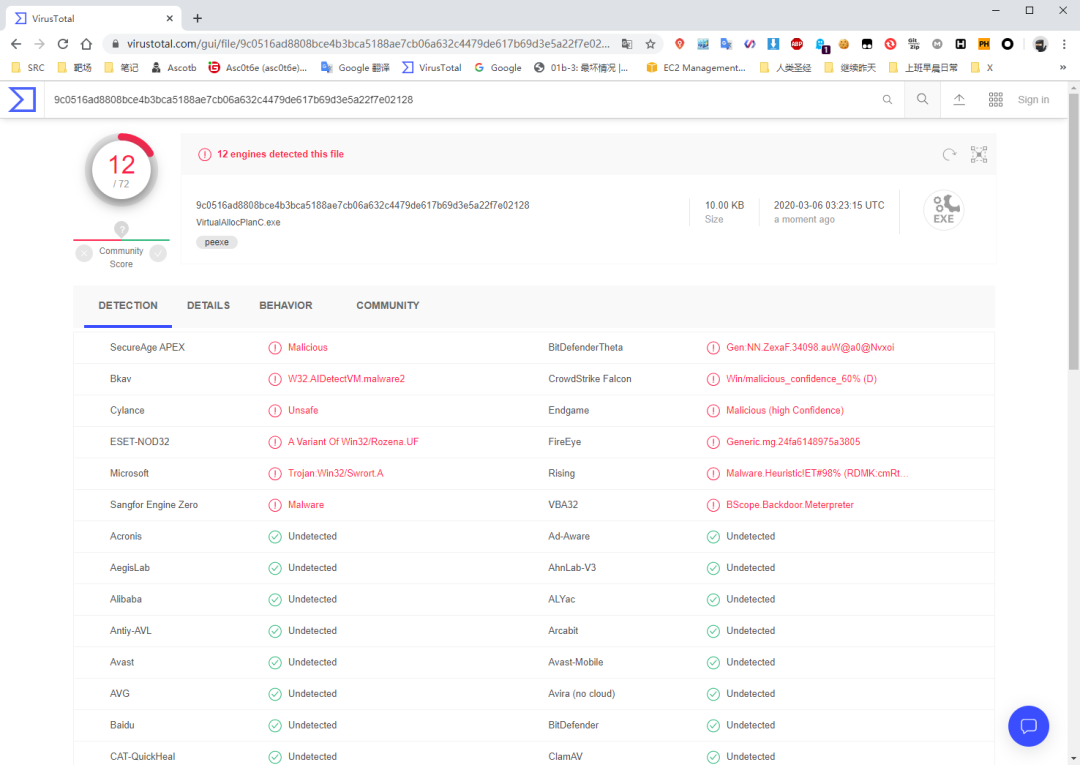 VirusTotal
virustotal.com/gui/file/9c0516ad8808bce4b3bca5188ae7cb06a632c4479de617b69d3e5a22f7e02...
ABP
1
Git Zip
M
H
PH
SRC 靶场 笔记 Ascotb Asc0t6e (asc0t6e)... Google 翻译 VirusTotal Google 01b-3: 最坏情况 |... EC2 Management... 人类圣经 继续昨天 上班早晨日常 X »
9c0516ad8808bce4b3bca5188ae7cb06a632c4479de617b69d3e5a22f7e02128
Sign in
12
/ 72
?
Community
Score
12 engines detected this file
9c0516ad8808bce4b3bca5188ae7cb06a632c4479de617b69d3e5a22f7e02128
VirtualAllocPlanC.exe
peexe
10.00 KB
Size
2020-03-06 03:23:15 UTC
a moment ago
EXE
DETECTION DETAILS BEHAVIOR COMMUNITY
SecureAge APEX Malicious BitDefenderTheta Gen:NN.ZexaF.34098.auW@a0@Nvxoi
Bkav W32.AIDetectVM.malware2 CrowdStrike Falcon Win/malicious_confidence_60% (D)
Cylance Unsafe Endgame Malicious (high Confidence)
ESET-NOD32 A Variant Of Win32/Rozena.UF FireEye Generic.mg.24fa6148975a3805
Microsoft Trojan:Win32/Swrort.A Rising Malware.Heuristic!ET#98% (RDMK:cmRt...
Sangfor Engine Zero Malware VBA32 BScope.Backdoor.Meterpreter
Acronis Undetected Ad-Aware Undetected
AegisLab Undetected AhnLab-V3 Undetected
Alibaba Undetected ALYac Undetected
Antiy-AVL Undetected Arcabit Undetected
Avast Undetected Avast-Mobile Undetected
AVG Undetected Avira (no cloud) Undetected
Baidu Undetected BitDefender Undetected
CAT-QuickHeal Undetected ClamAV Undetected